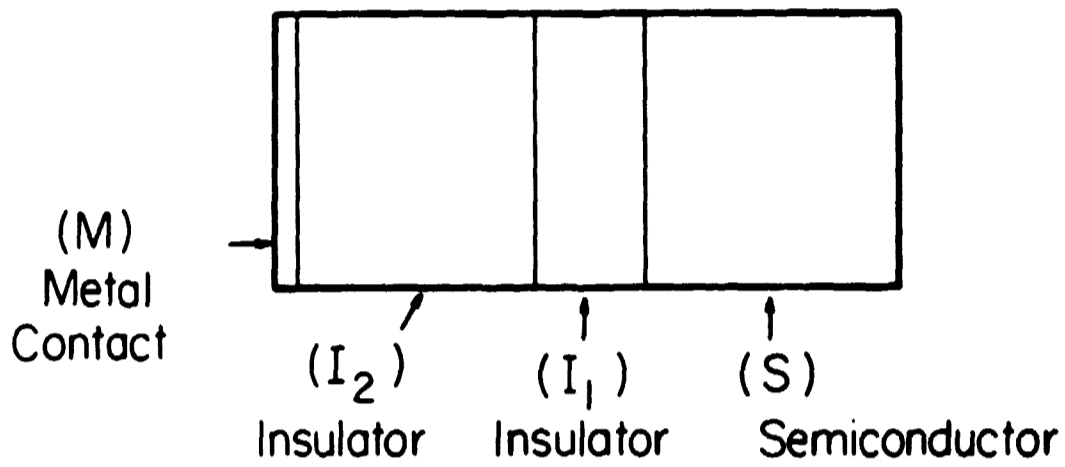 (M)
Metal
Contact
(I₂)
Insulator
(I₁)
Insulator
(S)
Semiconductor